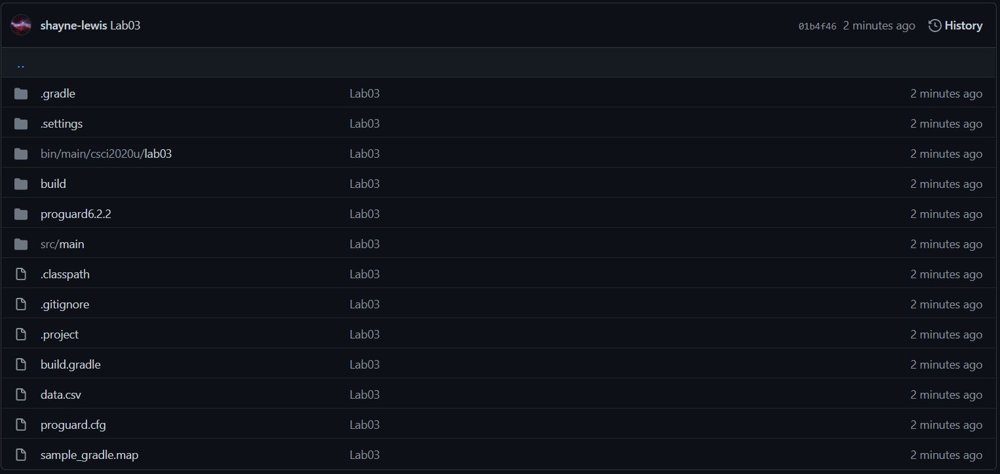 shayne-lewis Lab03 01b4f46 2 minutes ago History
..
.gradle Lab03 2 minutes ago
.settings Lab03 2 minutes ago
bin/main/csci2020u/lab03 Lab03 2 minutes ago
build Lab03 2 minutes ago
proguard6.2.2 Lab03 2 minutes ago
src/main Lab03 2 minutes ago
.classpath Lab03 2 minutes ago
.gitignore Lab03 2 minutes ago
.project Lab03 2 minutes ago
build.gradle Lab03 2 minutes ago
data.csv Lab03 2 minutes ago
proguard.cfg Lab03 2 minutes ago
sample_gradle.map Lab03 2 minutes ago